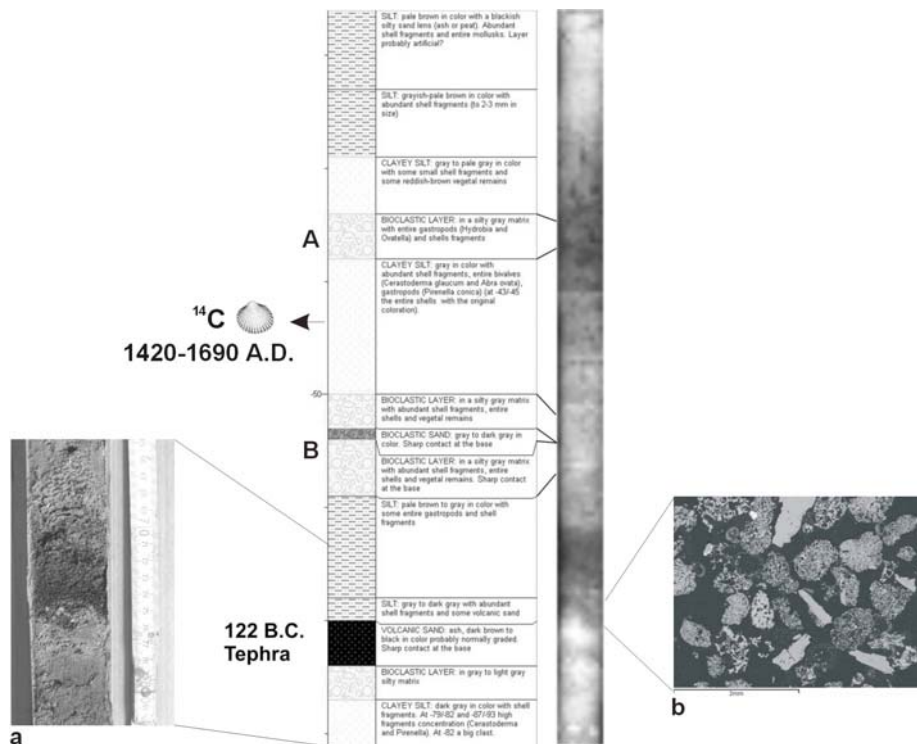 SILT: pale brown in color with a blackish
silty sand lens (ash or peat). Abundant
shell fragments and entire mollusks. Layer
probably artificial?
SILT: grayish-pale brown in color with
abundant shell fragments (to 2-3 mm in
size)
CLAYEY SILT: gray to pale gray in color
with some small shell fragments and
some reddish-brown vegetal remains
A
BIOCLASTIC LAYER: in a silty gray matrix
with entire gastropods (Hydrobia and
Ovatella) and shells fragments
CLAYEY SILT: gray in color with
abundant shell fragments, entire bivalves
(Cerastoderma glaucum and Abra ovata),
gastropods (Pirenella conica) (at -43/-45
the entire shells with the original
coloration).
14C
1420-1690 A.D.
-50
BIOCLASTIC LAYER: in a silty gray matrix
with abundant shell fragments, entire
shells and vegetal remains
B
BIOCLASTIC SAND: gray to dark gray in
color. Sharp contact at the base
BIOCLASTIC LAYER: in a silty gray matrix
with abundant shell fragments, entire
shells and vegetal remains. Sharp contact
at the base
SILT: pale brown to gray in color with
some entire gastropods and shell
fragments
SILT: gray to dark gray with abundant
shell fragments and some volcanic sand
122 B.C.
Tephra
VOLCANIC SAND: ash, dark brown to
black in color probably normally graded.
Sharp contact at the base
BIOCLASTIC LAYER: in gray to light gray
silty matrix
CLAYEY SILT: dark gray in color with shell
fragments. At -79/-82 and -87/-93 high
fragments concentration (Cerastoderma
and Pirenella). At -82 a big clast.
a
b